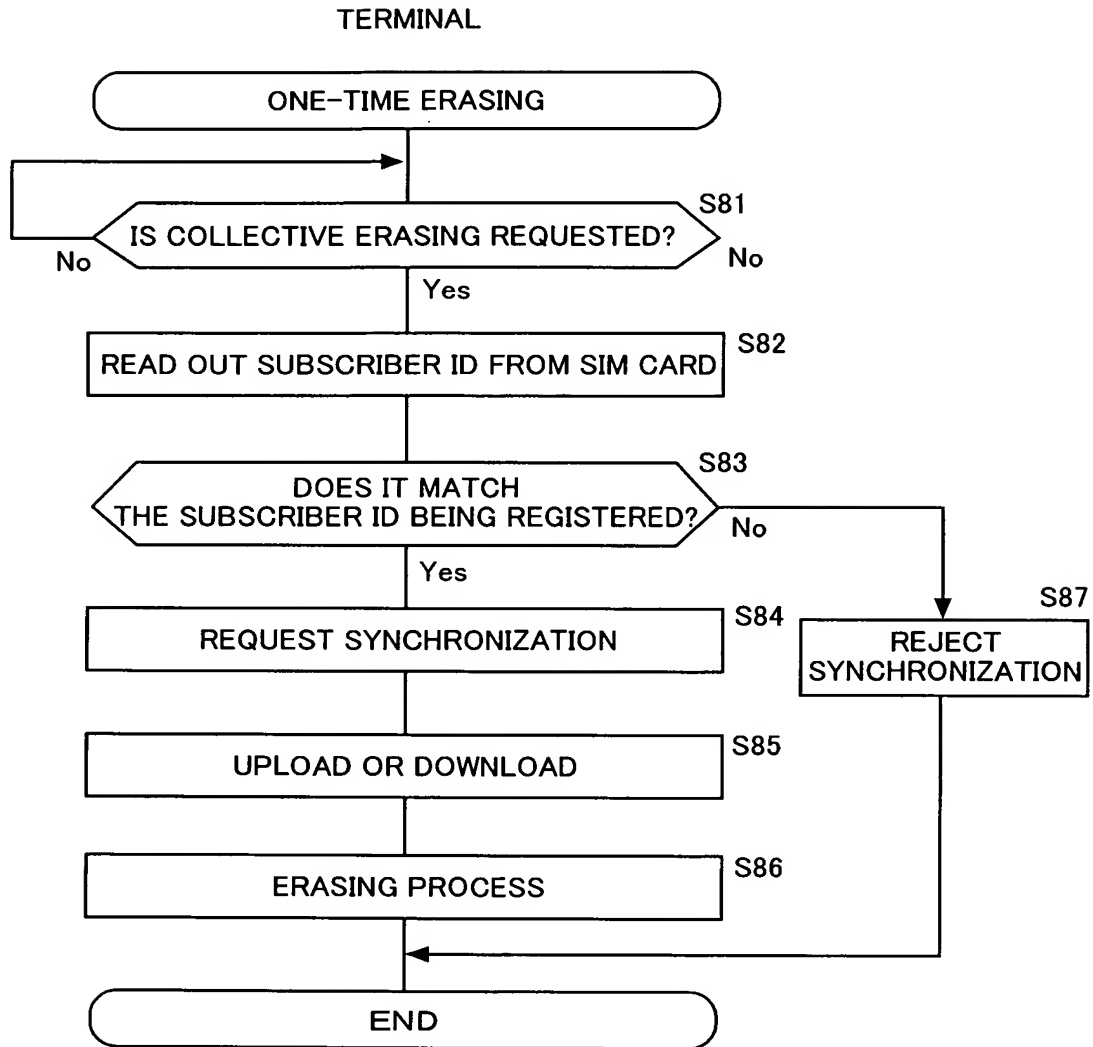 TERMINAL
ONE-TIME ERASING
S81
IS COLLECTIVE ERASING REQUESTED?
No
No
Yes
S82
READ OUT SUBSCRIBER ID FROM SIM CARD
S83
DOES IT MATCH
THE SUBSCRIBER ID BEING REGISTERED?
No
Yes
S84
REQUEST SYNCHRONIZATION
S87
REJECT
SYNCHRONIZATION
S85
UPLOAD OR DOWNLOAD
S86
ERASING PROCESS
END